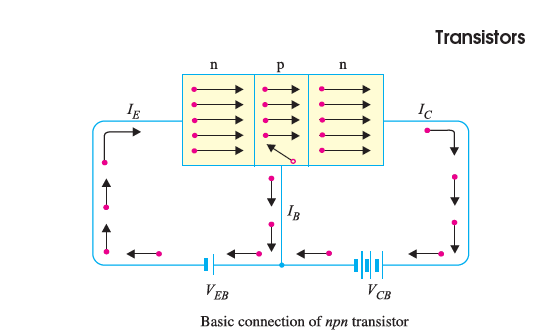 Transistors
n p n
I_E I_C
I_B
V_EB V_CB
Basic connection of npn transistor